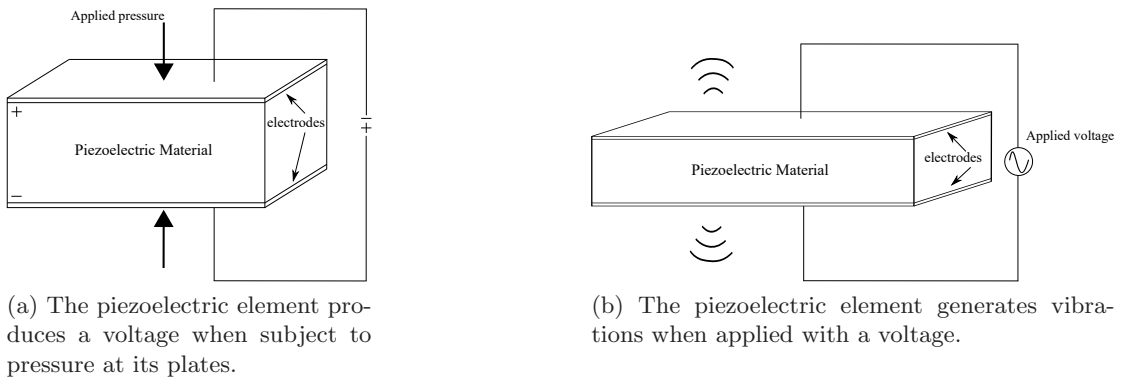 Applied pressure
+
electrodes
−
+
Piezoelectric Material
−
(a) The piezoelectric element pro-
duces a voltage when subject to
pressure at its plates.
Applied voltage
electrodes
Piezoelectric Material
(b) The piezoelectric element generates vibra-
tions when applied with a voltage.